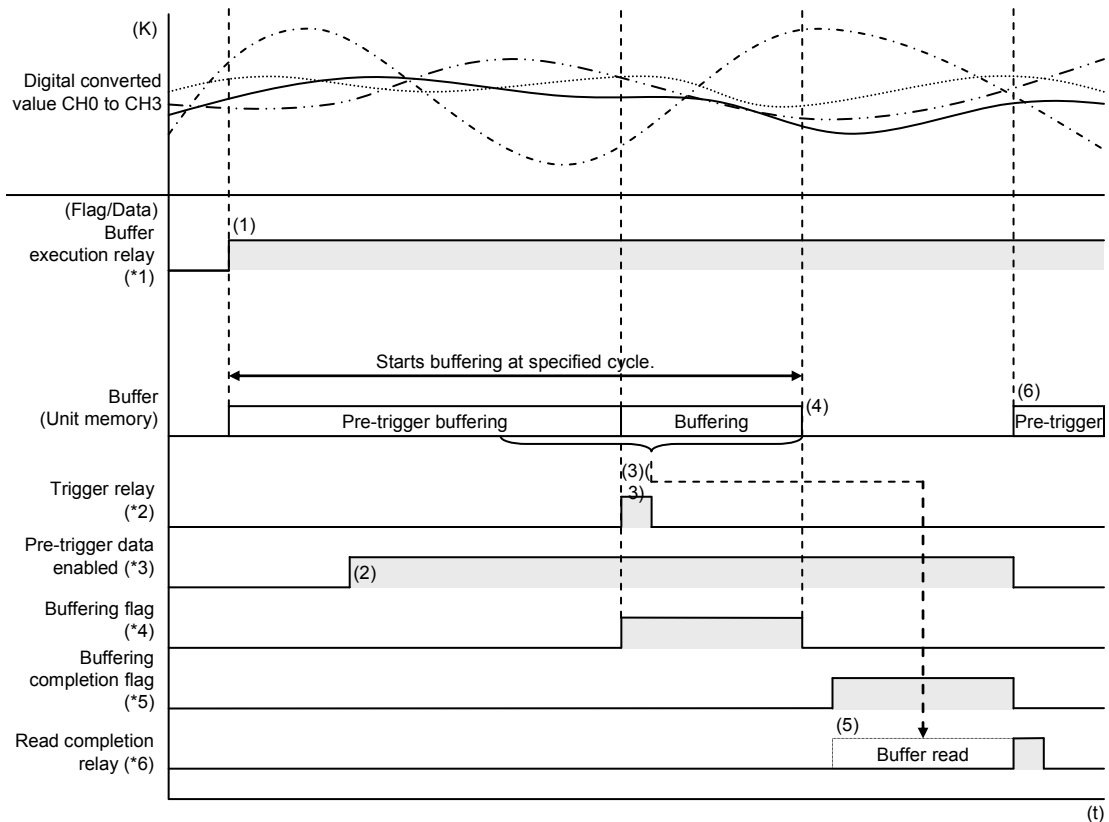 (K)
Digital converted
value CH0 to CH3
(Flag/Data)
Buffer
execution relay
(*1)
(1)
Starts buffering at specified cycle.
Buffer
(Unit memory)
Pre-trigger buffering
Buffering
(4)
(6)
Pre-trigger
Trigger relay
(*2)
(3)(
3)
Pre-trigger data
enabled (*3)
(2)
Buffering flag
(*4)
Buffering
completion flag
(*5)
Read completion
relay (*6)
(5)
Buffer read
(t)